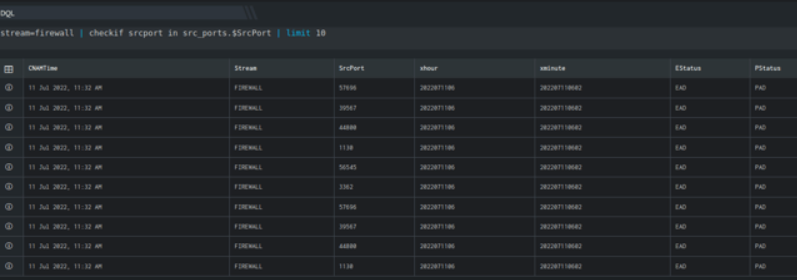 DQL
stream=firewall | checkif srcport in src_ports.$SrcPort | limit 10
CNAMTime Stream SrcPort xhour xminute EStatus PStatus
11 Jul 2022, 11:32 AM FIREWALL 57696 2022071106 202207110602 EAD PAD
11 Jul 2022, 11:32 AM FIREWALL 39567 2022071106 202207110602 EAD PAD
11 Jul 2022, 11:32 AM FIREWALL 44800 2022071106 202207110602 EAD PAD
11 Jul 2022, 11:32 AM FIREWALL 1130 2022071106 202207110602 EAD PAD
11 Jul 2022, 11:32 AM FIREWALL 56545 2022071106 202207110602 EAD PAD
11 Jul 2022, 11:32 AM FIREWALL 3362 2022071106 202207110602 EAD PAD
11 Jul 2022, 11:32 AM FIREWALL 57696 2022071106 202207110602 EAD PAD
11 Jul 2022, 11:32 AM FIREWALL 39567 2022071106 202207110602 EAD PAD
11 Jul 2022, 11:32 AM FIREWALL 44800 2022071106 202207110602 EAD PAD
11 Jul 2022, 11:32 AM FIREWALL 1130 2022071106 202207110602 EAD PAD